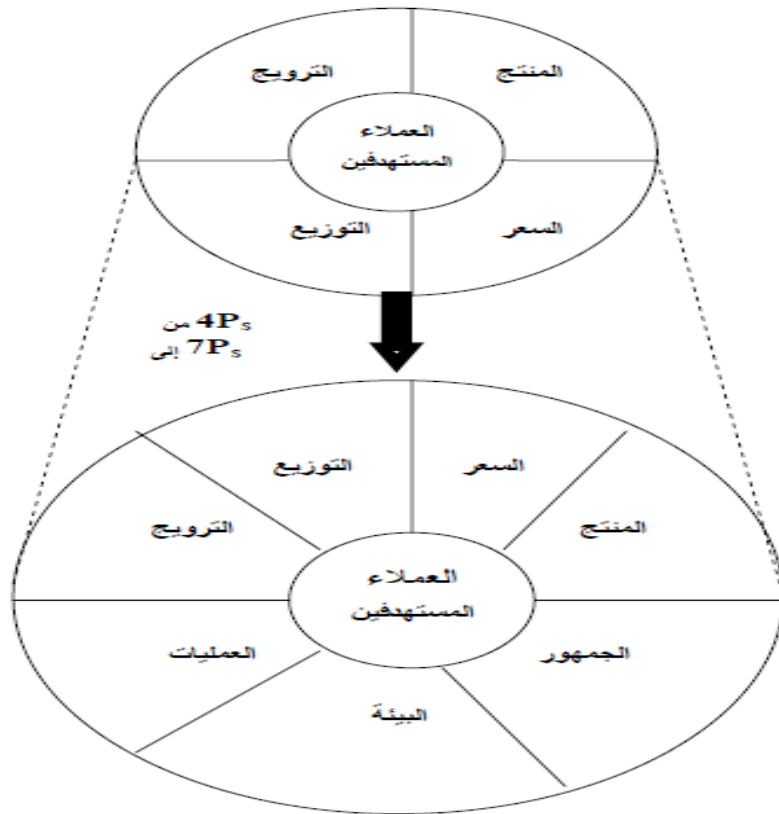 المنتج
الترويج
العملاء
المستهدفين
السعر
التوزيع
من 4Ps
إلى 7Ps
السعر
التوزيع
المنتج
الترويج
العملاء
المستهدفين
الجمهور
العمليات
البيئة